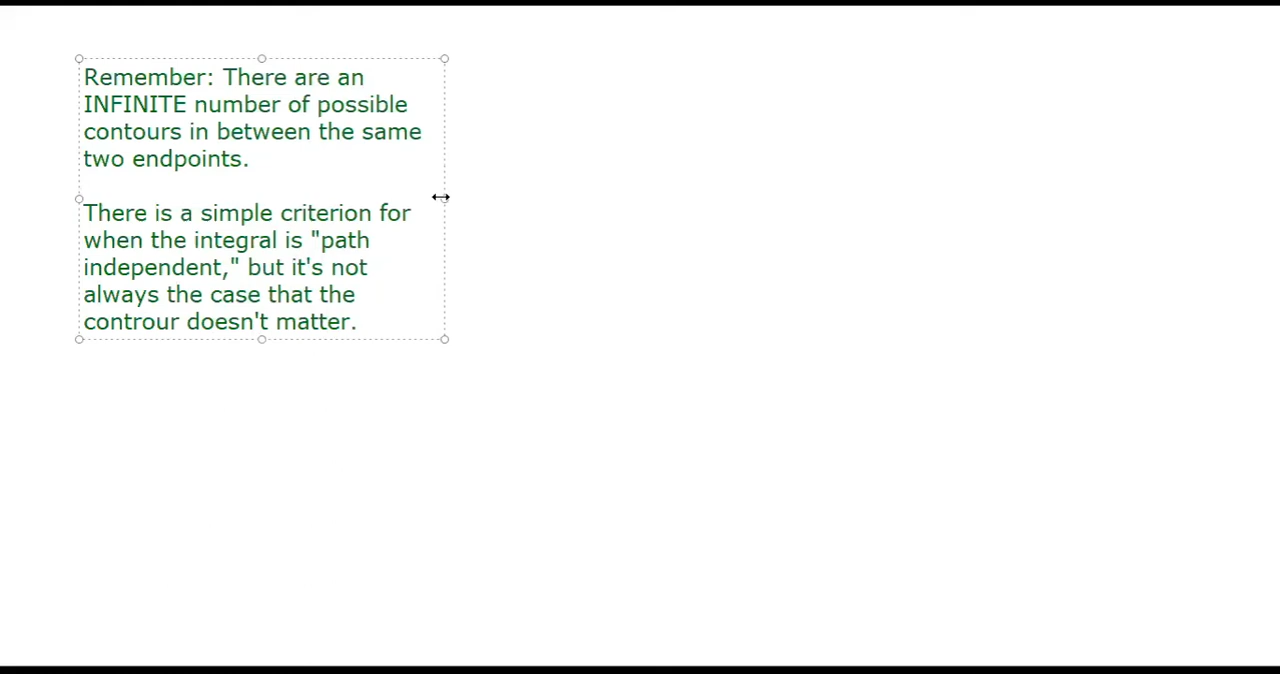 Remember: There are an
INFINITE number of possible
contours in between the same
two endpoints.
There is a simple criterion for
when the integral is "path
independent," but it's not
always the case that the
controur doesn't matter.